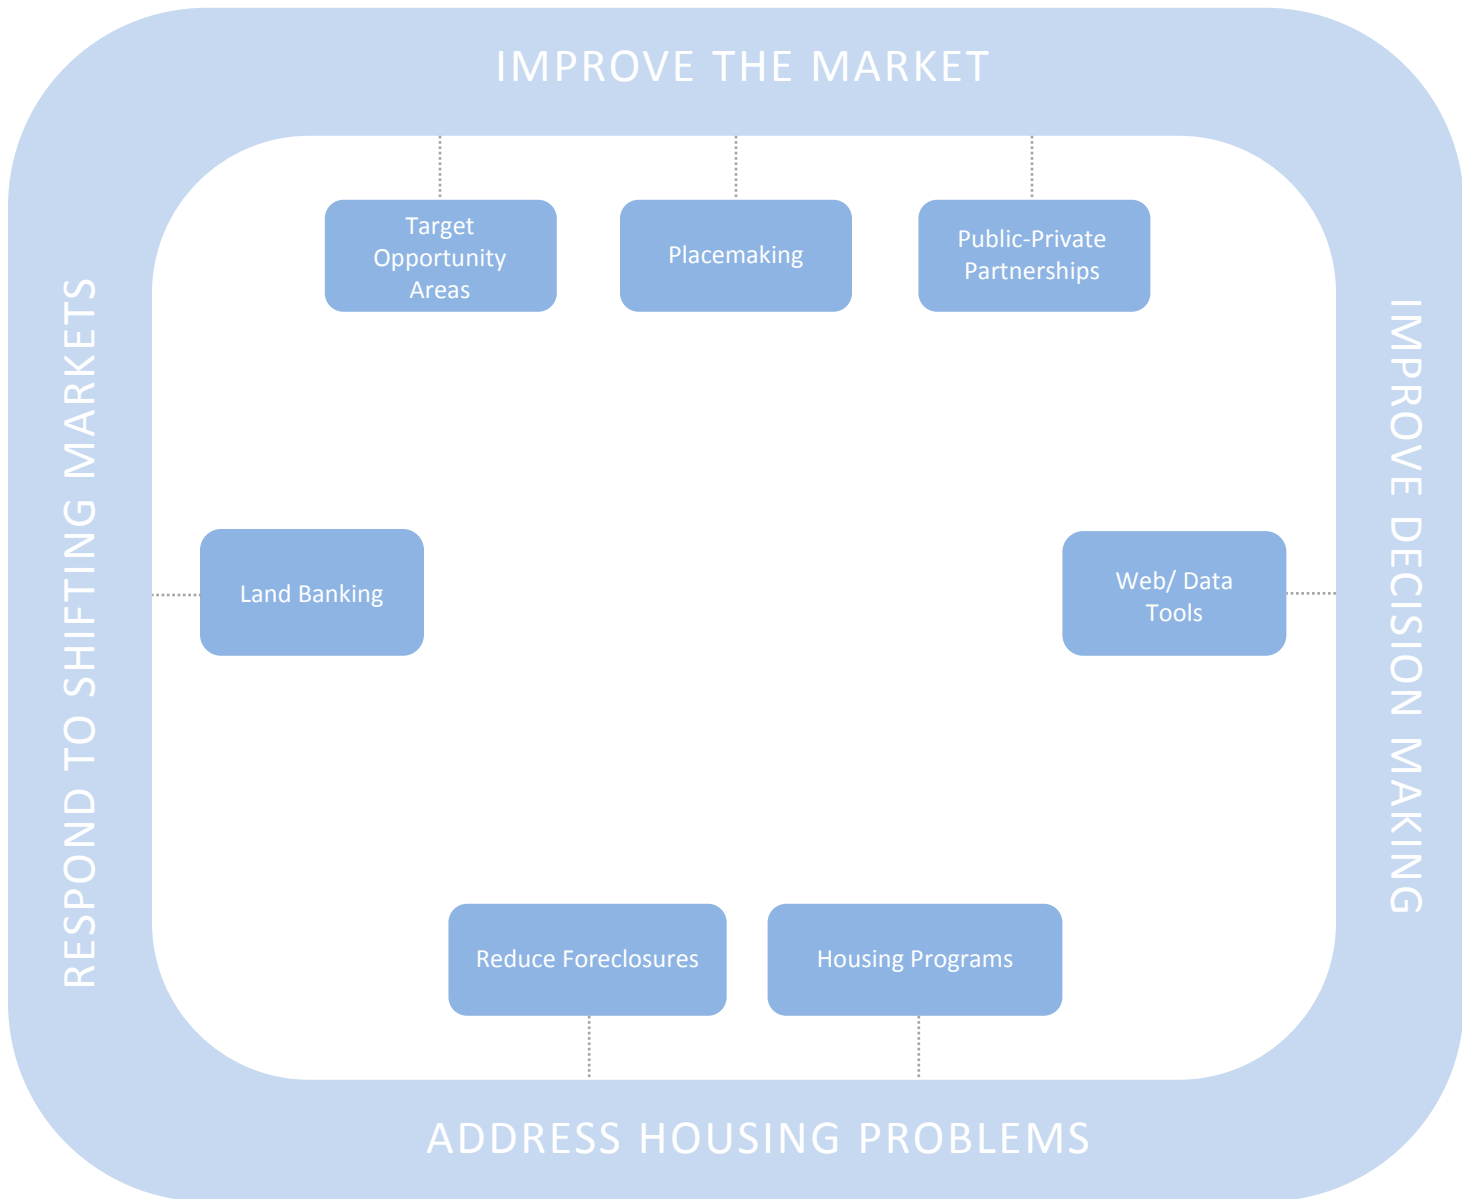 IMPROVE THE MARKET
Target
Opportunity
Areas
Placemaking
Public-Private
Partnerships
RESPOND TO SHIFTING MARKETS
IMPROVE DECISION MAKING
Land Banking
Web/ Data
Tools
Reduce Foreclosures
Housing Programs
ADDRESS HOUSING PROBLEMS